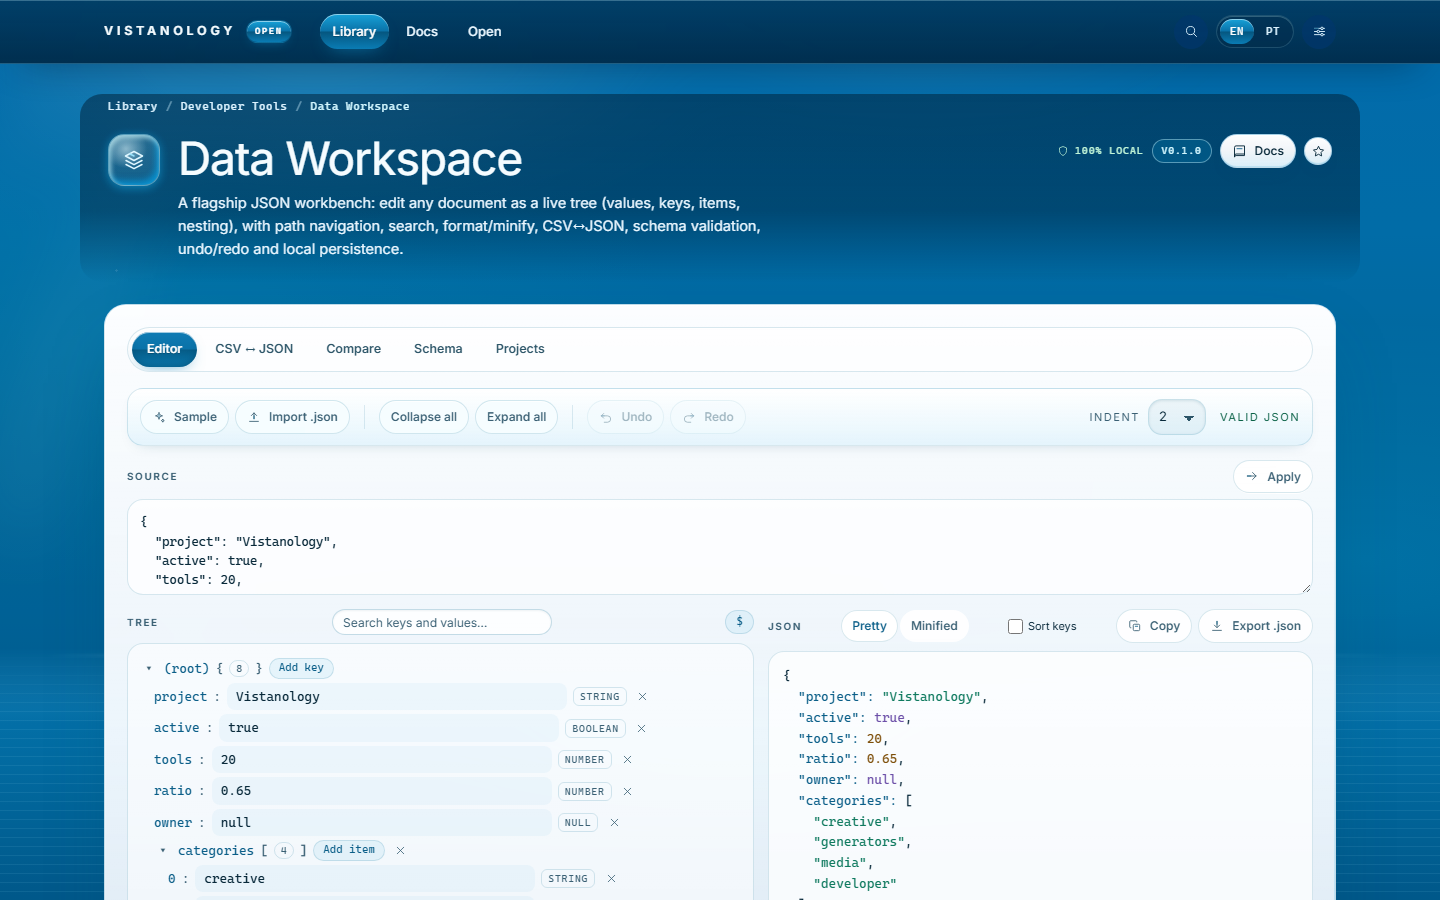 VISTANOLOGY OPEN Library Docs Open EN PT
Library / Developer Tools / Data Workspace
Data Workspace
100% LOCAL V0.1.0 Docs
A flagship JSON workbench: edit any document as a live tree (values, keys, items,
nesting), with path navigation, search, format/minify, CSV↔JSON, schema validation,
undo/redo and local persistence.
Editor CSV ↔ JSON Compare Schema Projects
Sample Import .json Collapse all Expand all Undo Redo INDENT 2 VALID JSON
SOURCE Apply
{
"project": "Vistanology",
"active": true,
"tools": 20,
TREE Search keys and values... $
(root) { 8 } Add key
project : Vistanology STRING
active : true BOOLEAN
tools : 20 NUMBER
ratio : 0.65 NUMBER
owner : null NULL
categories [ 4 ] Add item
0 : creative STRING
JSON Pretty Minified Sort keys Copy Export .json
{
"project": "Vistanology",
"active": true,
"tools": 20,
"ratio": 0.65,
"owner": null,
"categories": [
"creative",
"generators",
"media",
"developer"